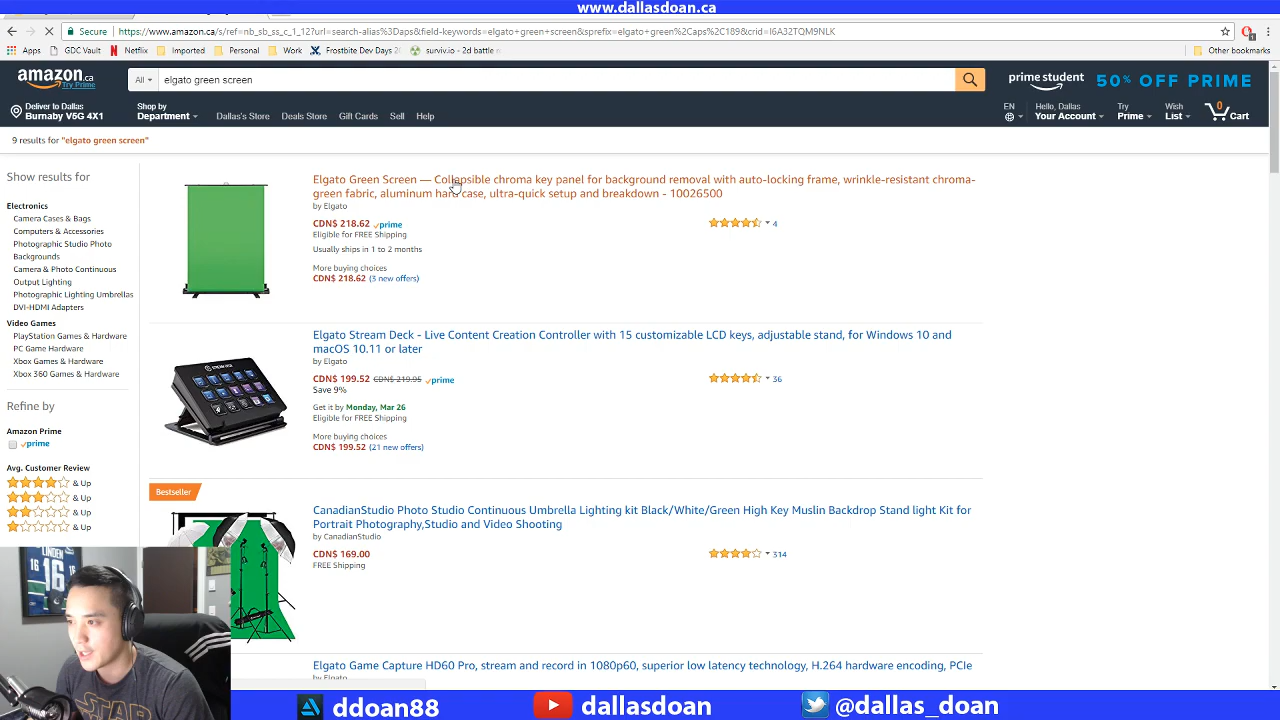 www.dallasdoan.ca
Secure
https://www.amazon.ca/s/ref=nb_sb_ss_c_1_12?url=search-alias%3Daps&field-keywords=elgato+green+screen&sprefix=elgato+green%2Caps%2C189&crid=I6A32TQM9NLK
Apps
GDC Vault
Netflix
Imported
Personal
Work
Frostbite Dev Days 2
surviv.io - 2d battle r
Other bookmarks
amazon.ca
Try Prime
All
elgato green screen
prime student
50% OFF PRIME
Deliver to Dallas
Burnaby V5G 4X1
Shop by
Department
Dallas's Store
Deals Store
Gift Cards
Sell
Help
EN
Hello, Dallas
Your Account
Try
Prime
Wish
List
0
Cart
9 results for "elgato green screen"
Show results for
Electronics
Camera Cases & Bags
Computers & Accessories
Photographic Studio Photo
Backgrounds
Camera & Photo Continuous
Output Lighting
Photographic Lighting Umbrellas
DVI-HDMI Adapters
Video Games
PlayStation Games & Hardware
PC Game Hardware
Xbox Games & Hardware
Xbox 360 Games & Hardware
Refine by
Amazon Prime
prime
Avg. Customer Review
& Up
& Up
& Up
& Up
Elgato Green Screen — Collapsible chroma key panel for background removal with auto-locking frame, wrinkle-resistant chroma-
green fabric, aluminum hard case, ultra-quick setup and breakdown - 10026500
by Elgato
CDN$ 218.62 prime
Eligible for FREE Shipping
Usually ships in 1 to 2 months
More buying choices
CDN$ 218.62 (3 new offers)
4
Elgato Stream Deck - Live Content Creation Controller with 15 customizable LCD keys, adjustable stand, for Windows 10 and
macOS 10.11 or later
by Elgato
CDN$ 199.52 CDN$ 219.95 prime
Save 9%
Get it by Monday, Mar 26
Eligible for FREE Shipping
More buying choices
CDN$ 199.52 (21 new offers)
36
Bestseller
CanadianStudio Photo Studio Continuous Umbrella Lighting kit Black/White/Green High Key Muslin Backdrop Stand light Kit for
Portrait Photography,Studio and Video Shooting
by CanadianStudio
CDN$ 169.00
FREE Shipping
314
Elgato Game Capture HD60 Pro, stream and record in 1080p60, superior low latency technology, H.264 hardware encoding, PCIe
by Elgato
LINDEN
16
16
16
STAR
WARS
ddoan88
dallasdoan
@dallas_doan